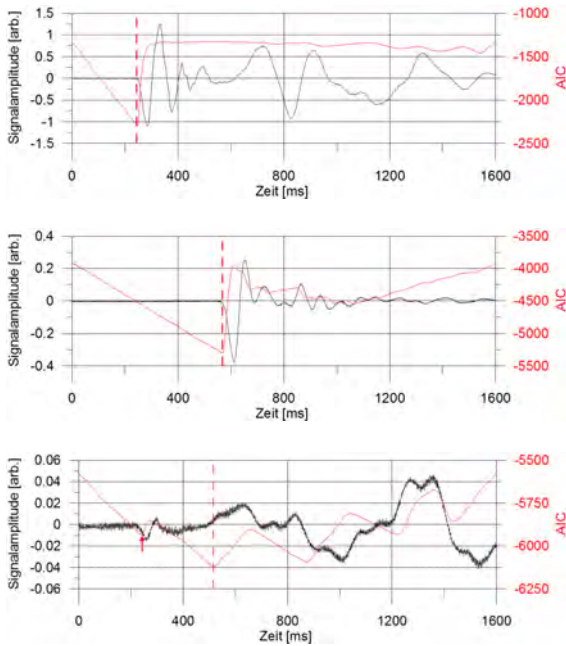 1.5
1
0.5
0
-0.5
-1
-1.5
Signalamplitude [arb.]
-1000
-1500
-2000
-2500
AIC
0 400 800 1200 1600
Zeit [ms]
0.4
0.2
0
-0.2
-0.4
Signalamplitude [arb.]
-3500
-4000
-4500
-5000
-5500
AIC
0 400 800 1200 1600
Zeit [ms]
0.06
0.04
0.02
0
-0.02
-0.04
0.06
Signalamplitude [arb.]
-5500
-5750
-6000
-6250
AIC
0 400 800 1200 1600
Zeit [ms]